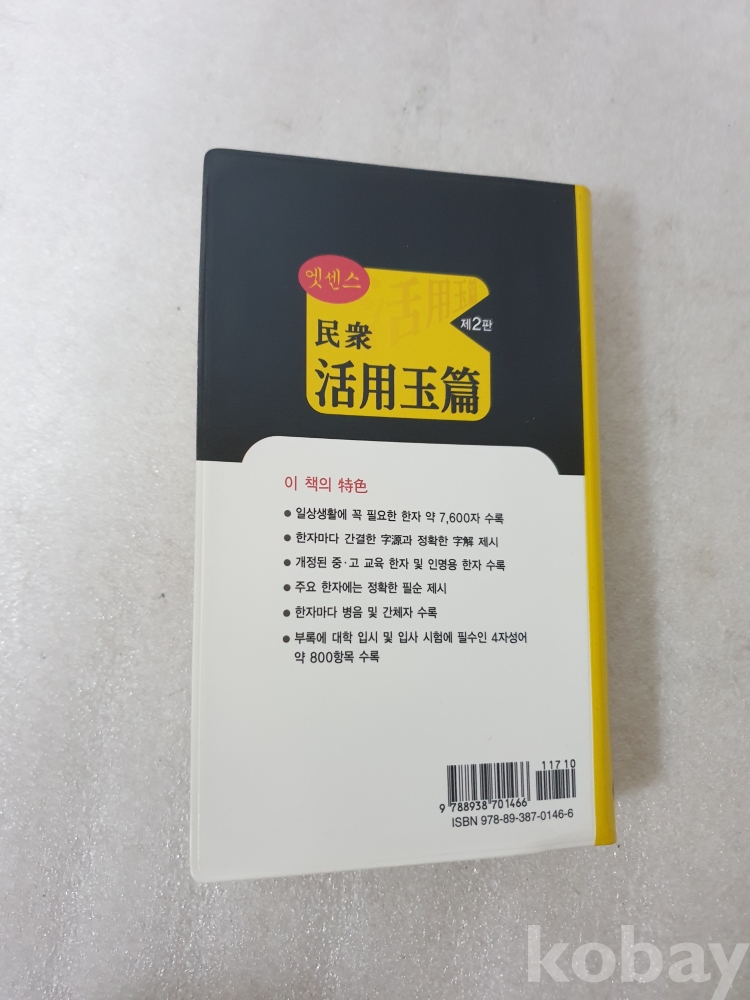 엣센스
活用玉
제2판
民衆
活用玉篇
이 책의 特色
● 일상생활에 꼭 필요한 한자 약 7,600자 수록
● 한자마다 간결한 字源과 정확한 字解 제시
● 개정된 중·고 교육 한자 및 인명용 한자 수록
● 주요 한자에는 정확한 필순 제시
● 한자마다 병음 및 간체자 수록
● 부록에 대학 입시 및 입사 시험에 필수인 4자성어
약 800항목 수록
11710
9 788938 701466
ISBN 978-89-387-0146-6
kobay